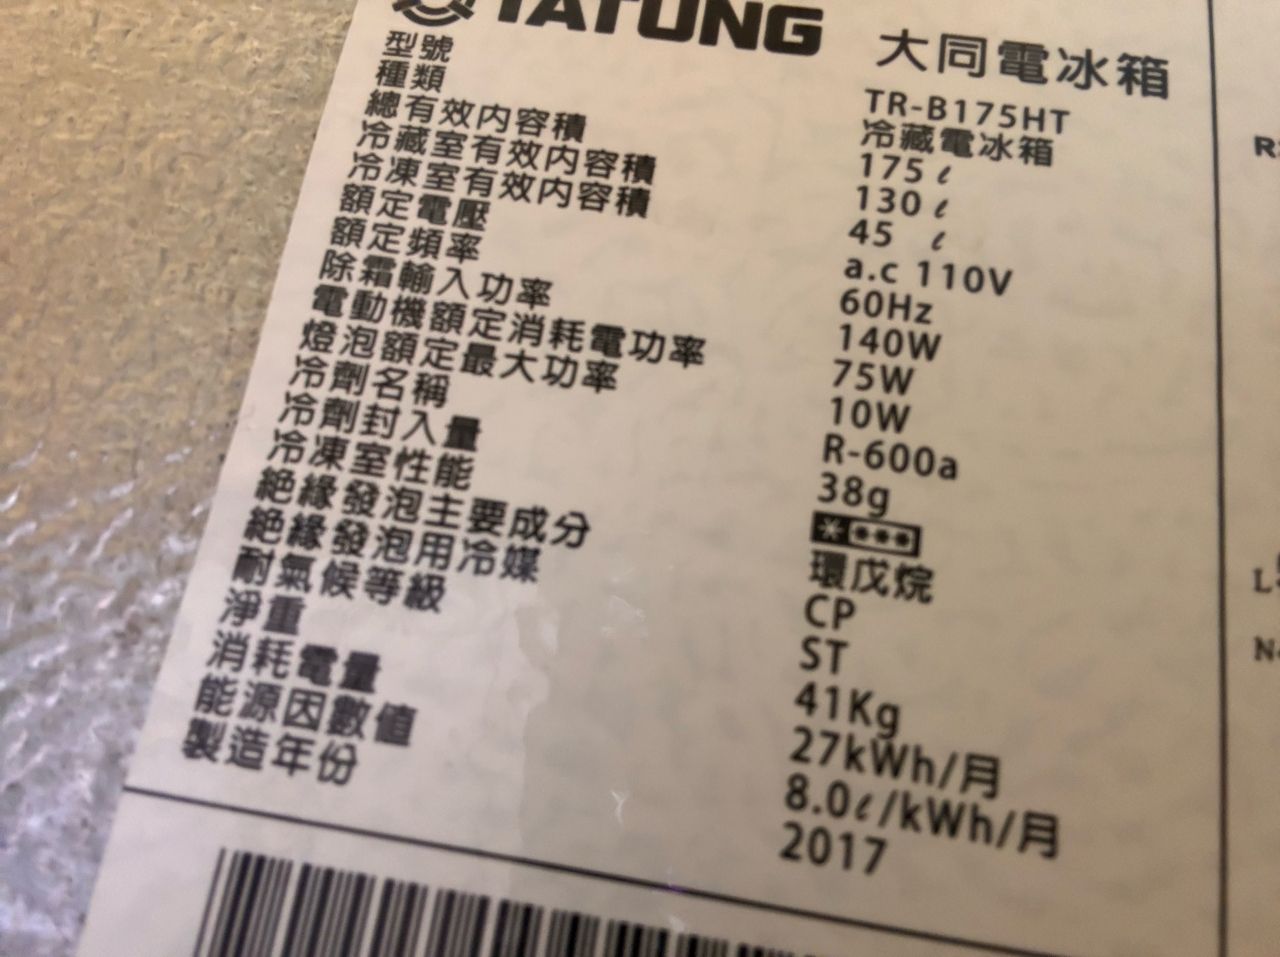 TATUNG 大同電冰箱
型號 TR-B175HT
種類 冷藏電冰箱
總有效内容積 175ℓ
冷藏室有效内容積 130ℓ
冷凍室有效内容積 45 ℓ
額定電壓 a.c 110V
額定頻率 60Hz
除霜輸入功率 140W
電動機額定消耗電功率 75W
燈泡額定最大功率 10W
冷劑名稱 R-600a
冷劑封入量 38g
冷凍室性能
絕緣發泡主要成分 環戊烷
絕緣發泡用冷媒 CP
耐氣候等級 ST
淨重 41Kg
消耗電量 27kWh/月
能源因數值 8.0ℓ/kWh/月
製造年份 2017